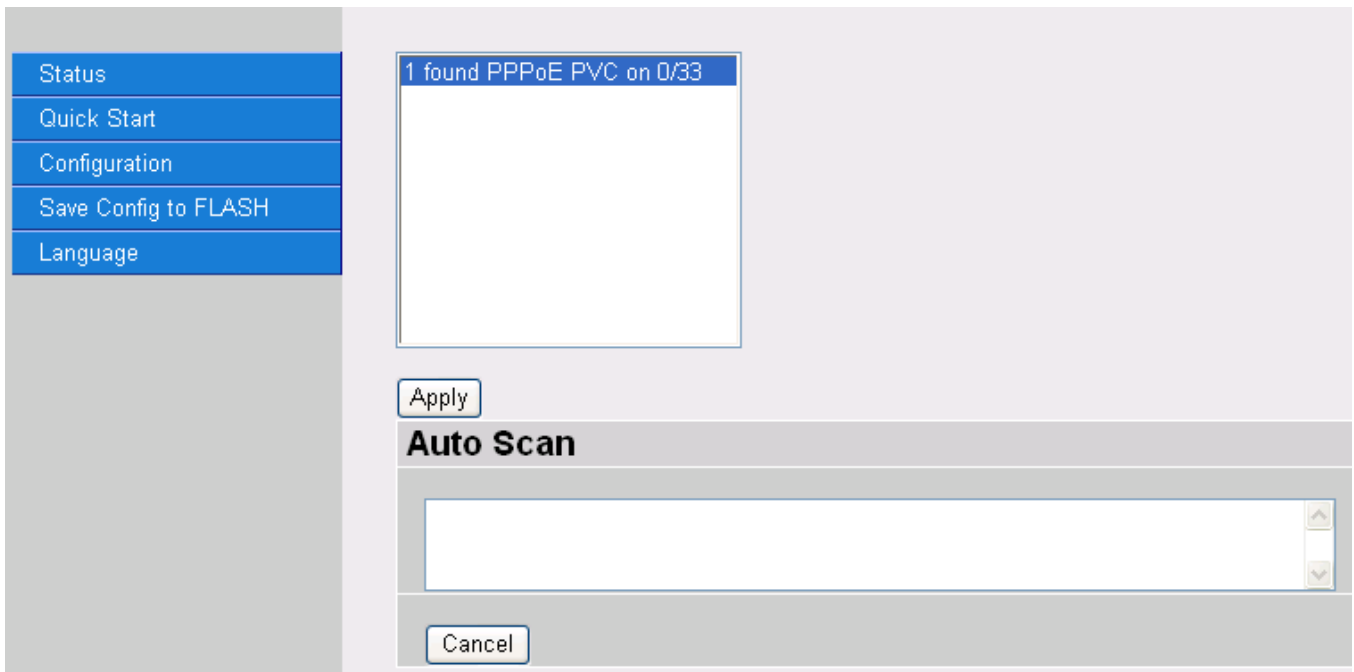 Status
Quick Start
Configuration
Save Config to FLASH
Language
1 found PPPoE PVC on 0/33
Apply
Auto Scan
Cancel